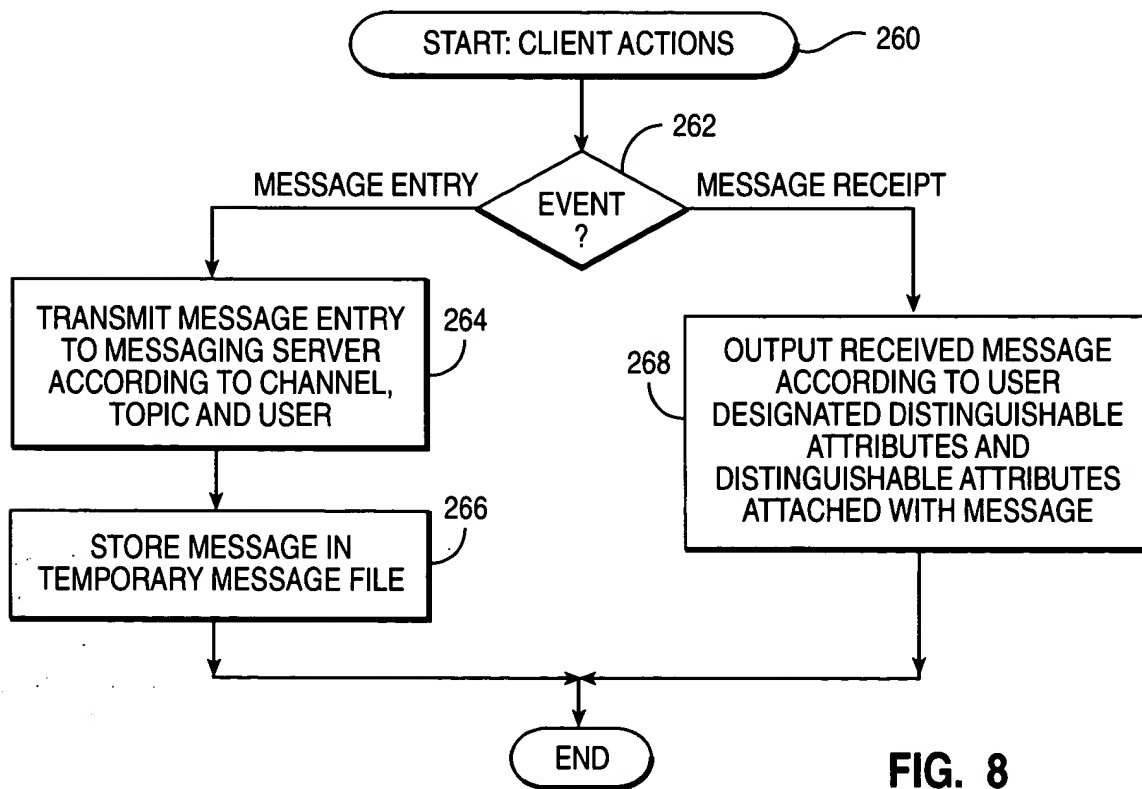 START: CLIENT ACTIONS
260
262
MESSAGE ENTRY
MESSAGE RECEIPT
EVENT
?
TRANSMIT MESSAGE ENTRY
TO MESSAGING SERVER
ACCORDING TO CHANNEL,
TOPIC AND USER
264
268
OUTPUT RECEIVED MESSAGE
ACCORDING TO USER
DESIGNATED DISTINGUISHABLE
ATTRIBUTES AND
DISTINGUISHABLE ATTRIBUTES
ATTACHED WITH MESSAGE
266
STORE MESSAGE IN
TEMPORARY MESSAGE FILE
END
FIG. 8